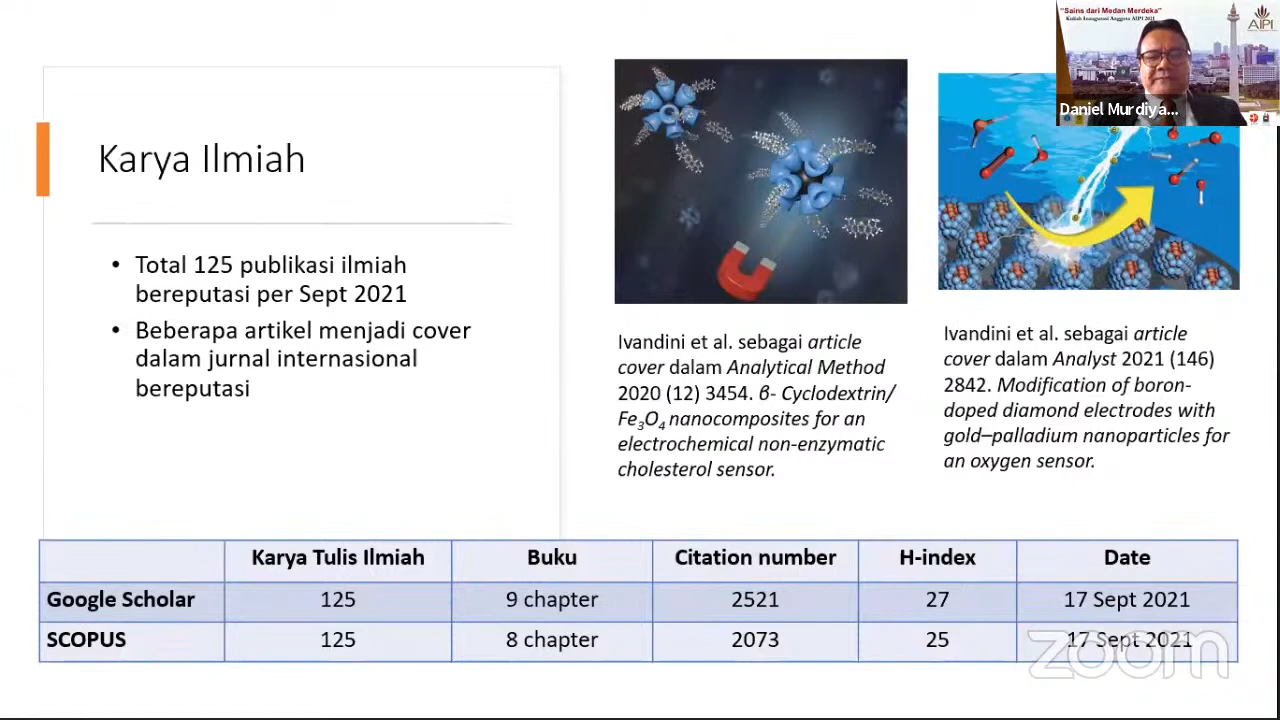 "Sains dari Medan Merdeka"
Kuliah Inaugurasi Anggota AIPI 2021
AIPI
Daniel Murdiya...
Karya Ilmiah
• Total 125 publikasi ilmiah
bereputasi per Sept 2021
• Beberapa artikel menjadi cover
dalam jurnal internasional
bereputasi
Ivandini et al. sebagai article
cover dalam Analytical Method
2020 (12) 3454. β- Cyclodextrin/
Fe3O4 nanocomposites for an
electrochemical non-enzymatic
cholesterol sensor.
Ivandini et al. sebagai article
cover dalam Analyst 2021 (146)
2842. Modification of boron-
doped diamond electrodes with
gold–palladium nanoparticles for
an oxygen sensor.
Karya Tulis Ilmiah Buku Citation number H-index Date
Google Scholar 125 9 chapter 2521 27 17 Sept 2021
SCOPUS 125 8 chapter 2073 25 17 Sept 2021
zoom